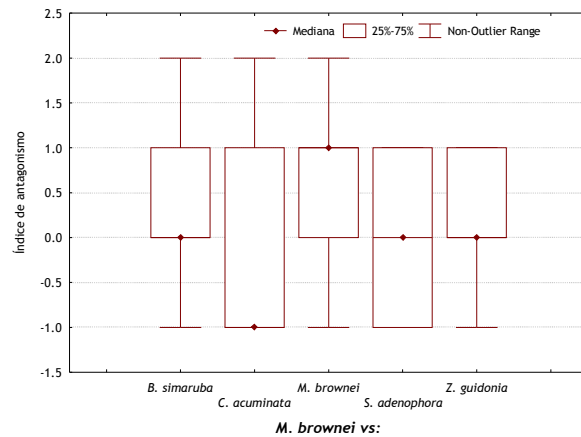 Mediana 25%-75% Non-Outlier Range
2.5
2.0
1.5
1.0
0.5
0.0
-0.5
-1.0
-1.5
Índice de antagonismo
B. simaruba M. brownei Z. guidonia
C. acuminata S. adenophora
M. brownei vs: